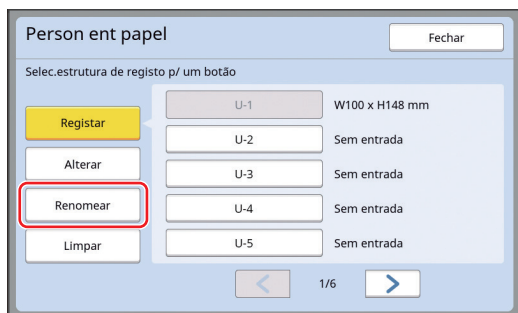 Person ent papel
Fechar
Selec.estrutura de registo p/ um botão
Registar
Alterar
Renomear
Limpar
U-1 W100 x H148 mm
U-2 Sem entrada
U-3 Sem entrada
U-4 Sem entrada
U-5 Sem entrada
1/6